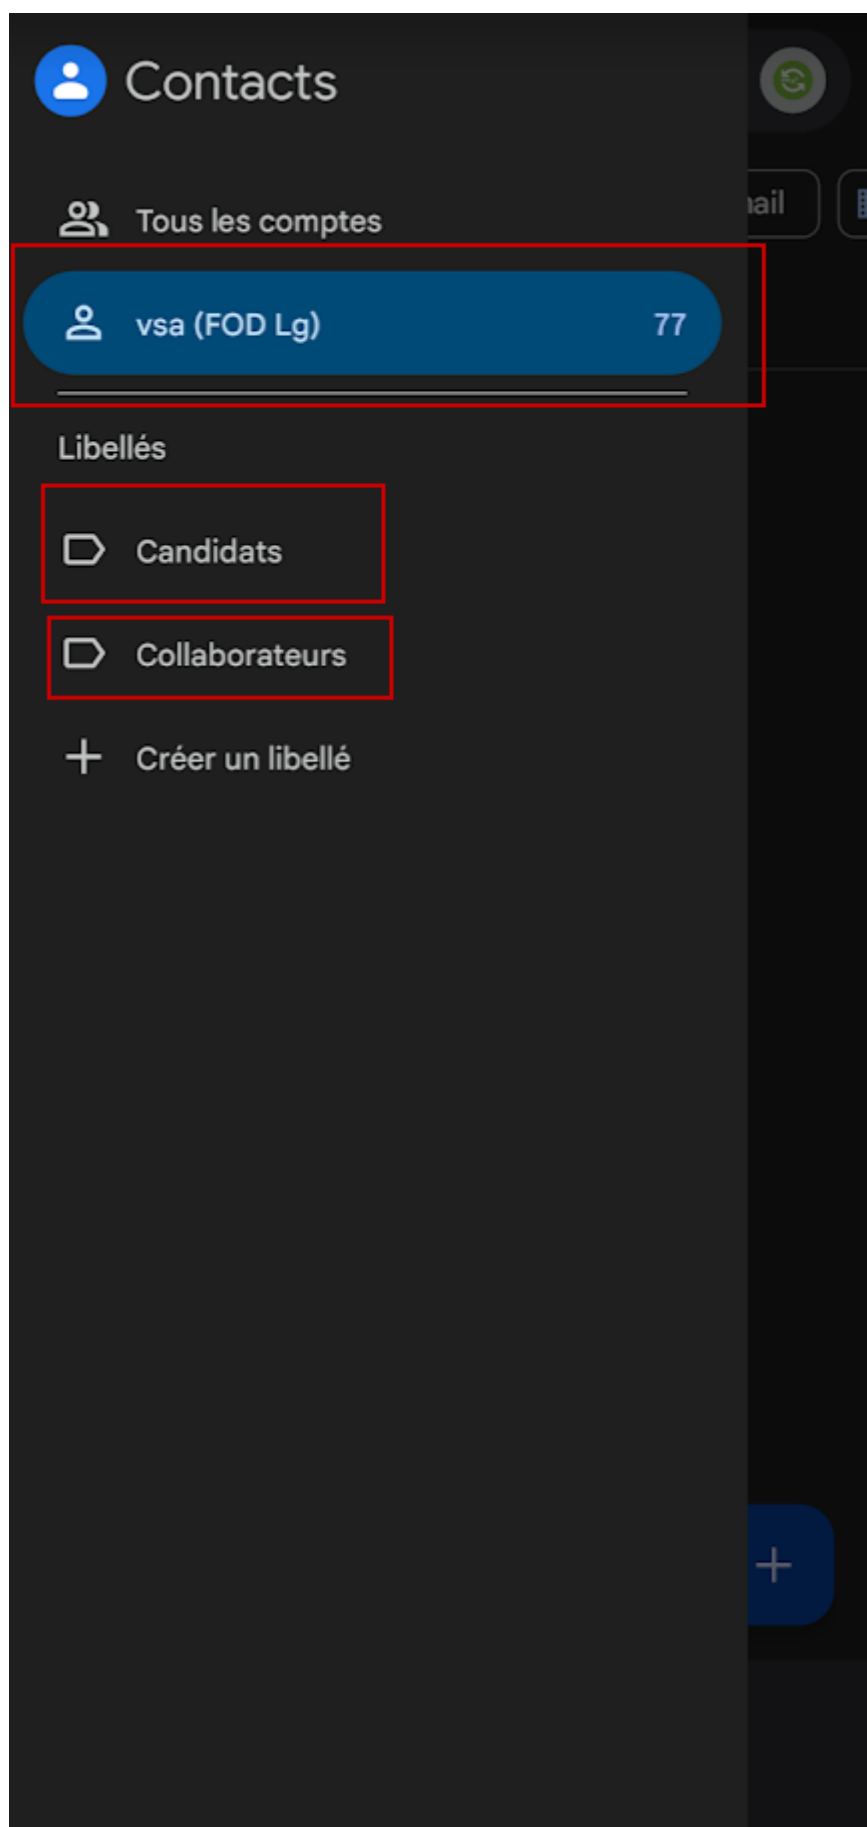 Contacts
Tous les comptes
vsa (FOD Lg) 77
Libellés
Candidats
Collaborateurs
Créer un libellé